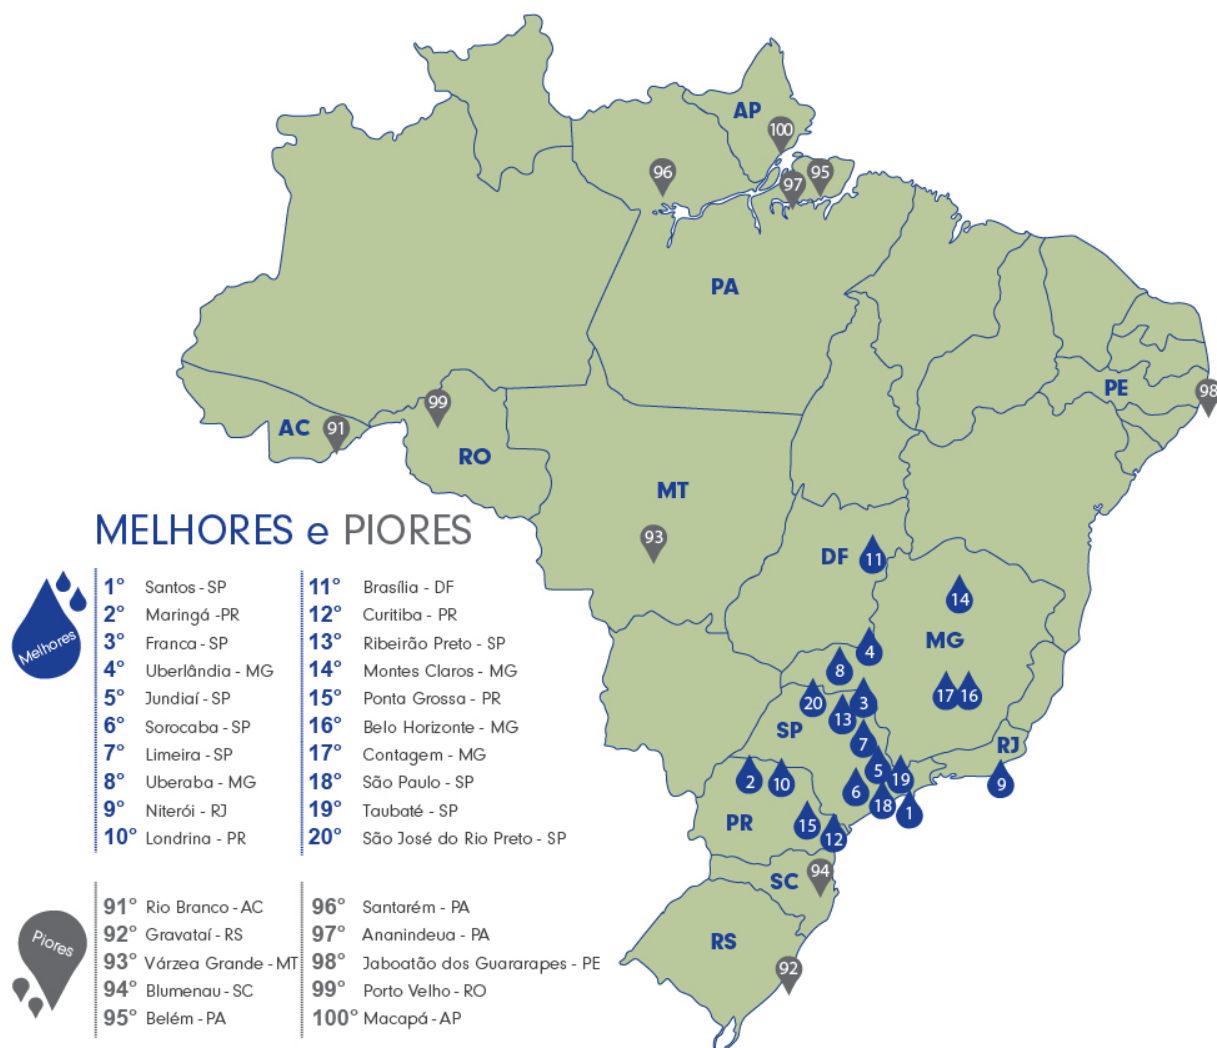 AP
100
96
97
95
PA
PE
98
99
AC
91
RO
MT
93
DF
11
14
MG
4
8
17
16
20
3
13
SP
7
RJ
5
19
9
2
10
6
18
1
PR
15
12
SC
94
RS
92
MELHORES e PIORES
Melhores
1° Santos - SP
2° Maringá -PR
3° Franca - SP
4° Uberlândia - MG
5° Jundiaí - SP
6° Sorocaba - SP
7° Limeira - SP
8° Uberaba - MG
9° Niterói - RJ
10° Londrina - PR
11° Brasília - DF
12° Curitiba - PR
13° Ribeirão Preto - SP
14° Montes Claros - MG
15° Ponta Grossa - PR
16° Belo Horizonte - MG
17° Contagem - MG
18° São Paulo - SP
19° Taubaté - SP
20° São José do Rio Preto - SP
Piores
91° Rio Branco - AC
92° Gravataí - RS
93° Várzea Grande - MT
94° Blumenau - SC
95° Belém - PA
96° Santarém - PA
97° Ananindeua - PA
98° Jaboatão dos Guararapes - PE
99° Porto Velho - RO
100° Macapá - AP